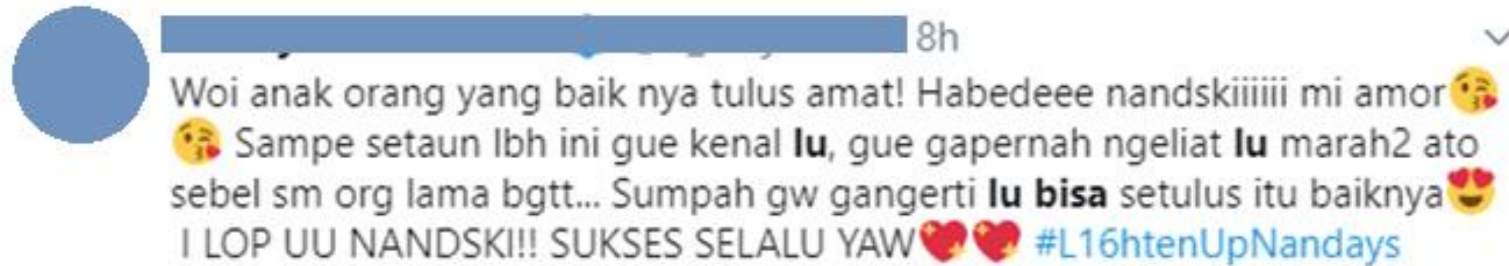 8h
Woi anak orang yang baik nya tulus amat! Habedeee nandskiiiiiii mi amor😘
😘 Sampe setaun lbh ini gue kenal lu, gue gapernah ngeliat lu marah2 ato
sebel sm org lama bgtt... Sumpah gw gangerti lu bisa setulus itu baiknya😍
I LOP UU NANDSKI!! SUKSES SELALU YAW💖💖 #L16htenUpNandays